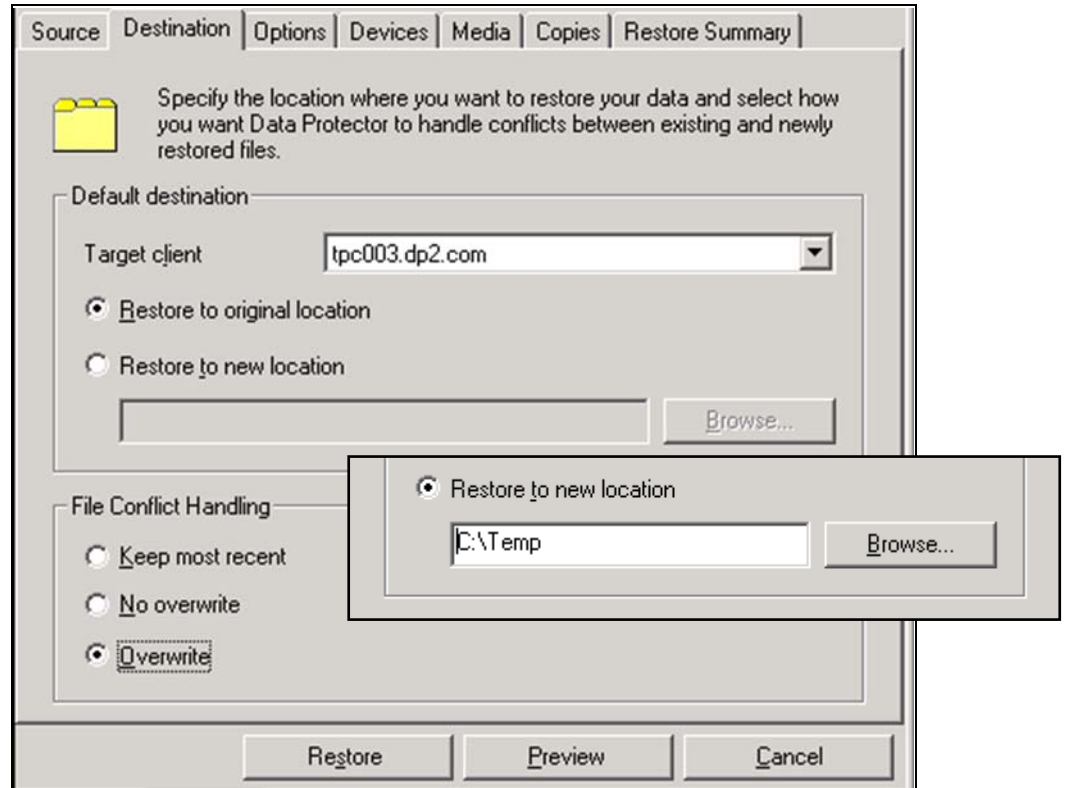 Source Destination Options Devices Media Copies Restore Summary
Specify the location where you want to restore your data and select how
you want Data Protector to handle conflicts between existing and newly
restored files.
Default destination
Target client tpc003.dp2.com
Restore to original location
Restore to new location
Browse...
File Conflict Handling
Keep most recent
No overwrite
Overwrite
Restore to new location
C:\Temp Browse...
Restore Preview Cancel